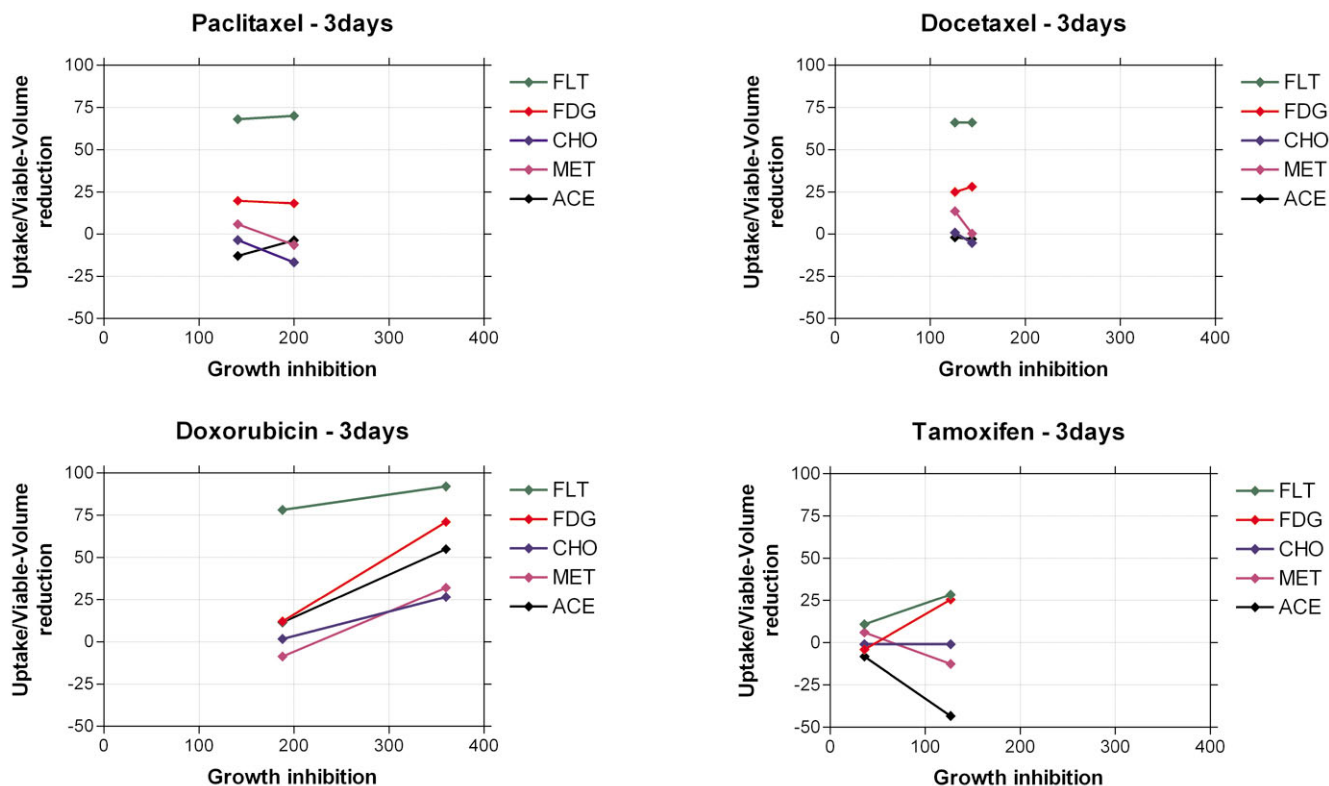 Paclitaxel - 3days
100
75
50
25
0
-25
-50
0 100 200 300 400
Uptake/Viable-Volume
reduction
Growth inhibition
FLT
FDG
CHO
MET
ACE
Docetaxel - 3days
100
75
50
25
0
-25
-50
0 100 200 300 400
Uptake/Viable-Volume
reduction
Growth inhibition
FLT
FDG
CHO
MET
ACE
Doxorubicin - 3days
100
75
50
25
0
-25
-50
0 100 200 300 400
Uptake/Viable-Volume
reduction
Growth inhibition
FLT
FDG
CHO
MET
ACE
Tamoxifen - 3days
100
75
50
25
0
-25
-50
0 100 200 300 400
Uptake/Viable-Volume
reduction
Growth inhibition
FLT
FDG
CHO
MET
ACE